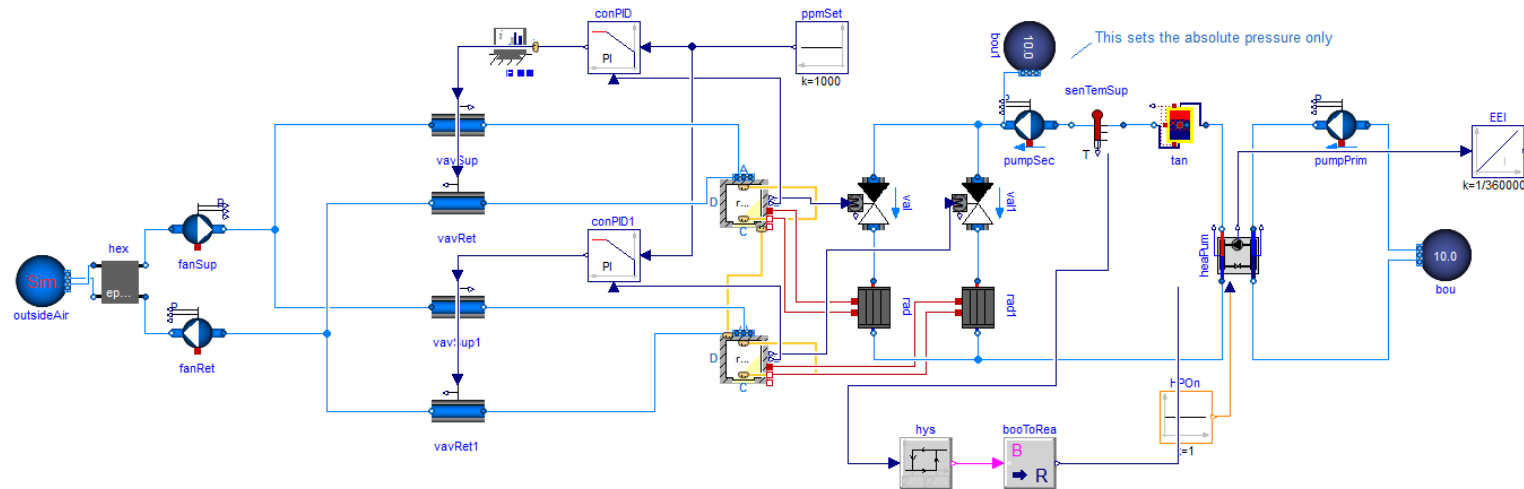 conPID
ppmSet
PI
k=1000
bou1
10.0
This sets the absolute pressure only
senTemSup
EEI
vavSup
pumpSec
T
tan
pumpPrim
k=1/360000
A
D
r...
C
val
val1
vavRet
conPID1
PI
hex
fanSup
Sim
ep...
outsideAir
heaPum
10.0
bou
rad
rad1
vavSup1
fanRet
D
r...
C
HPOn
vavRet1
hys
booToRea
B
R
k=1